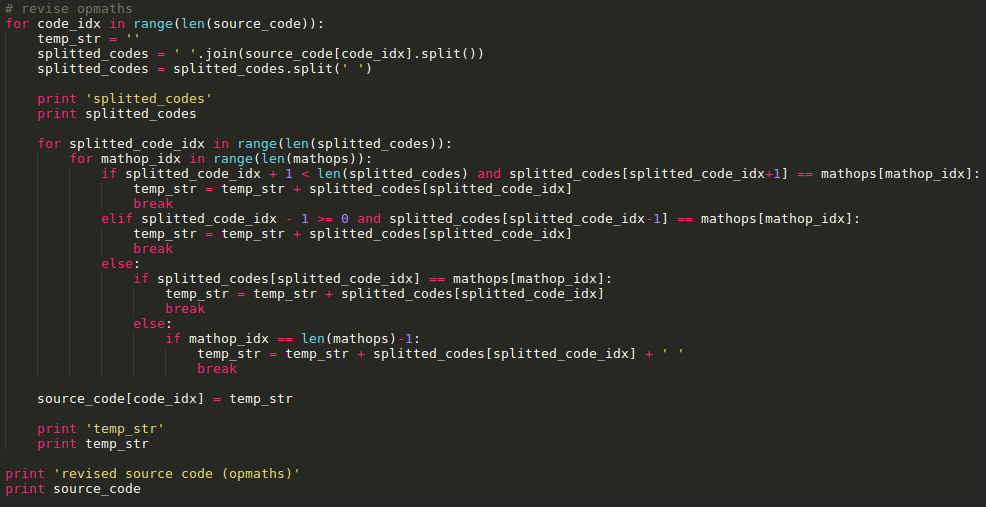 # revise opmaths
for code_idx in range(len(source_code)):
    temp_str = ''
    splitted_codes = ' '.join(source_code[code_idx].split())
    splitted_codes = splitted_codes.split(' ')

    print 'splitted_codes'
    print splitted_codes

    for splitted_code_idx in range(len(splitted_codes)):
        for mathop_idx in range(len(mathops)):
            if splitted_code_idx + 1 < len(splitted_codes) and splitted_codes[splitted_code_idx+1] == mathops[mathop_idx]:
                temp_str = temp_str + splitted_codes[splitted_code_idx]
                break
            elif splitted_code_idx - 1 >= 0 and splitted_codes[splitted_code_idx-1] == mathops[mathop_idx]:
                temp_str = temp_str + splitted_codes[splitted_code_idx]
                break
            else:
                if splitted_codes[splitted_code_idx] == mathops[mathop_idx]:
                    temp_str = temp_str + splitted_codes[splitted_code_idx]
                    break
                else:
                    if mathop_idx == len(mathops)-1:
                        temp_str = temp_str + splitted_codes[splitted_code_idx] + ' '
                        break

    source_code[code_idx] = temp_str

    print 'temp_str'
    print temp_str

print 'revised source code (opmaths)'
print source_code